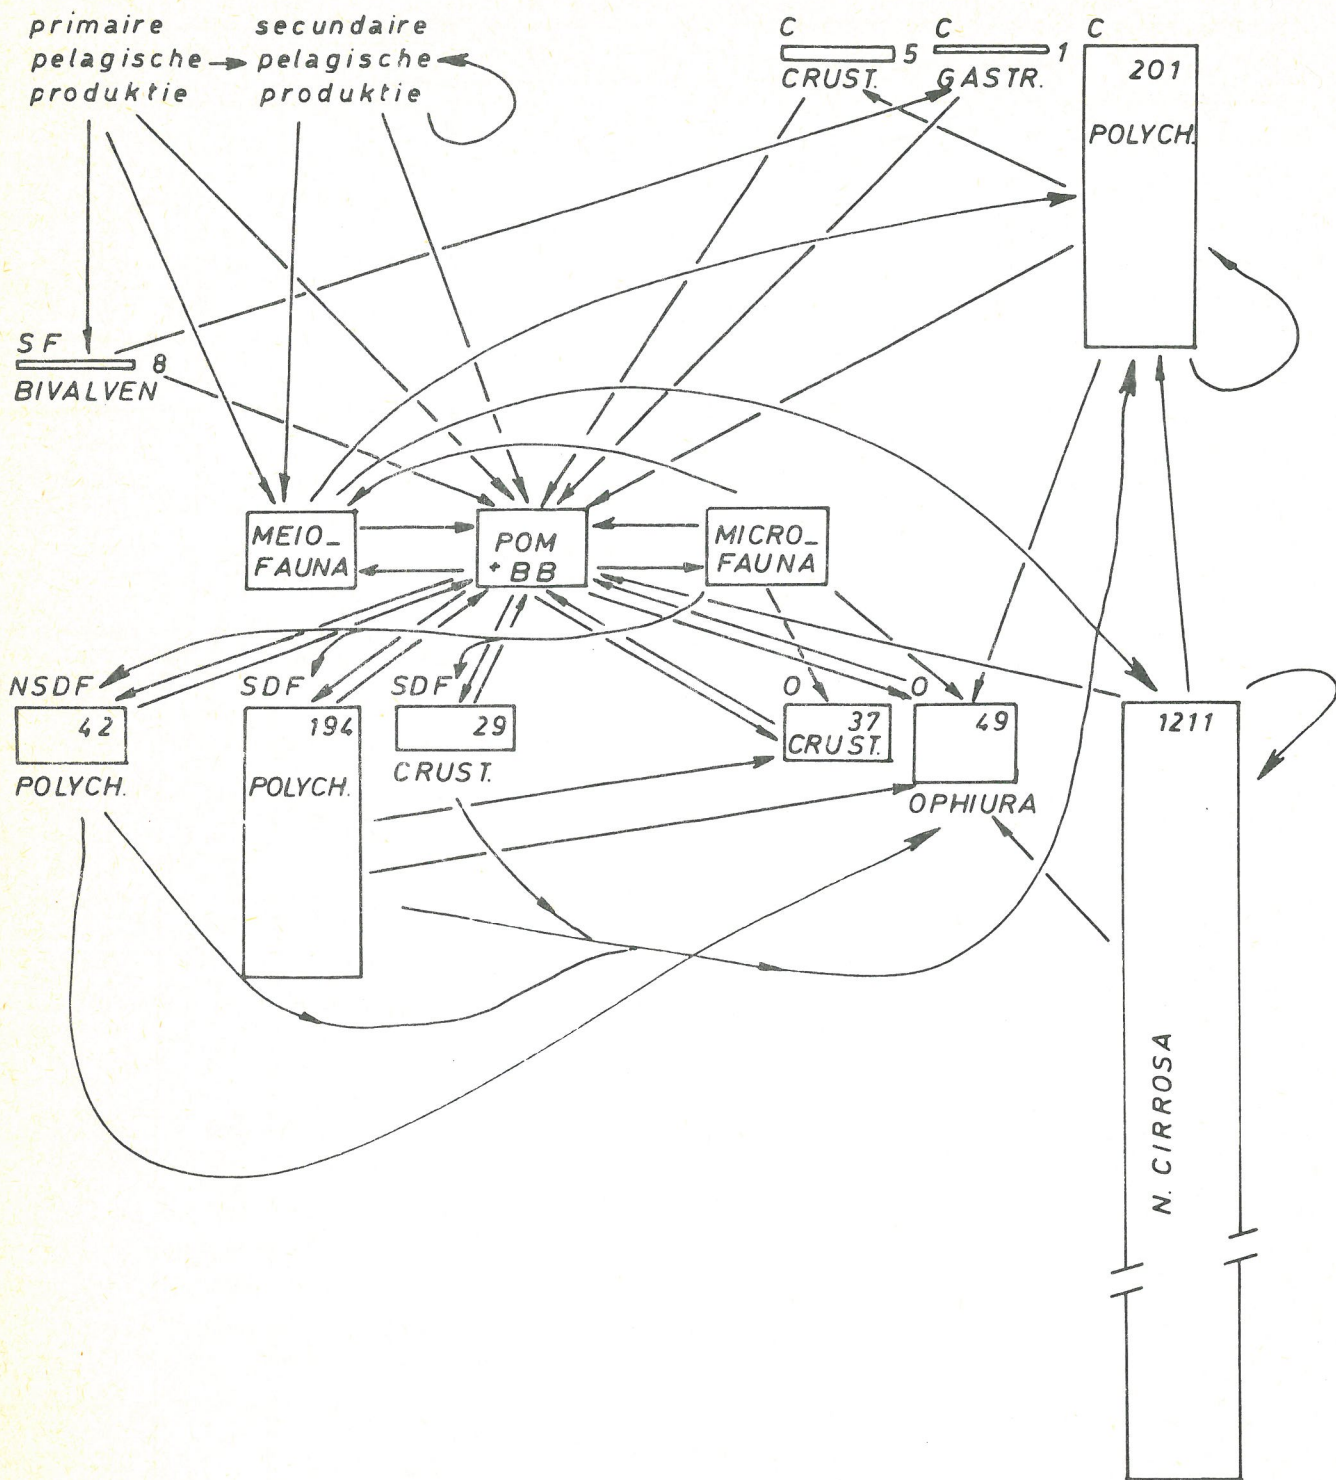 primaire
pelagische
produktie
secundaire
pelagische
produktie
C
5
CRUST.
C
1
GASTR.
C
201
POLYCH.
SF
8
BIVALVEN
MEIO_
FAUNA
POM
+ BB
MICRO_
FAUNA
NSDF
42
POLYCH.
SDF
194
POLYCH.
SDF
29
CRUST.
O
37
CRUST.
O
49
OPHIURA
1211
N. CIRROSA